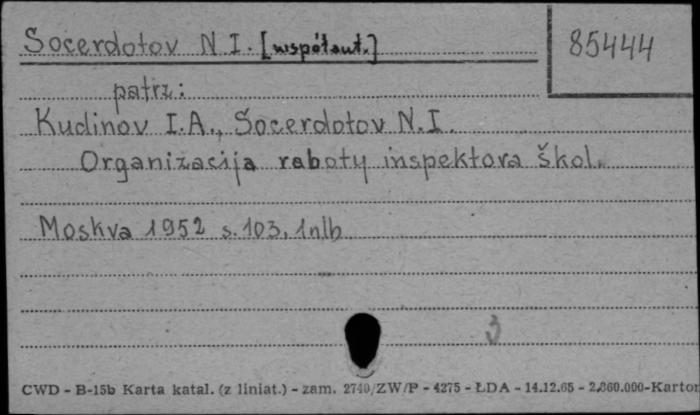 Socerdotov N I. [współaut.]
85444
patrz:
Kudinov I.A., Socerdotov N.I.
Organizacija raboty inspektora škol.
Moskva 1952 s. 103, 1nlb
3
CWD - B-15b Karta katal. (z liniat.) - zam. 2740/ZW/P - 4275 - ŁDA - 14.12.65 - 2.860.000-Karton